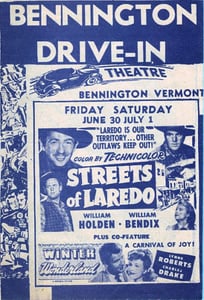 BENNINGTON
DRIVE-IN
THEATRE
BENNINGTON VERMONT
FRIDAY SATURDAY
JUNE 30 JULY 1
"LAREDO IS OUR
TERRITORY... OTHER
OUTLAWS KEEP OUT!"
COLOR BY TECHNICOLOR
STREETS
of LAREDO
WILLIAM
HOLDEN
WILLIAM
BENDIX
PLUS CO-FEATURE
A CARNIVAL OF JOY!
WINTER
Wonderland
LYNNE
ROBERTS
CHARLES
DRAKE